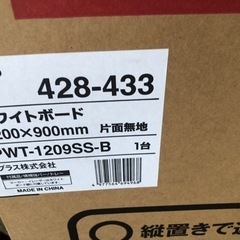 428-433
ワイトボード
200×900mm 片面無地
PWT-1209SS-B 1台
プラス株式会社
MADE IN CHINA
縦置きで運